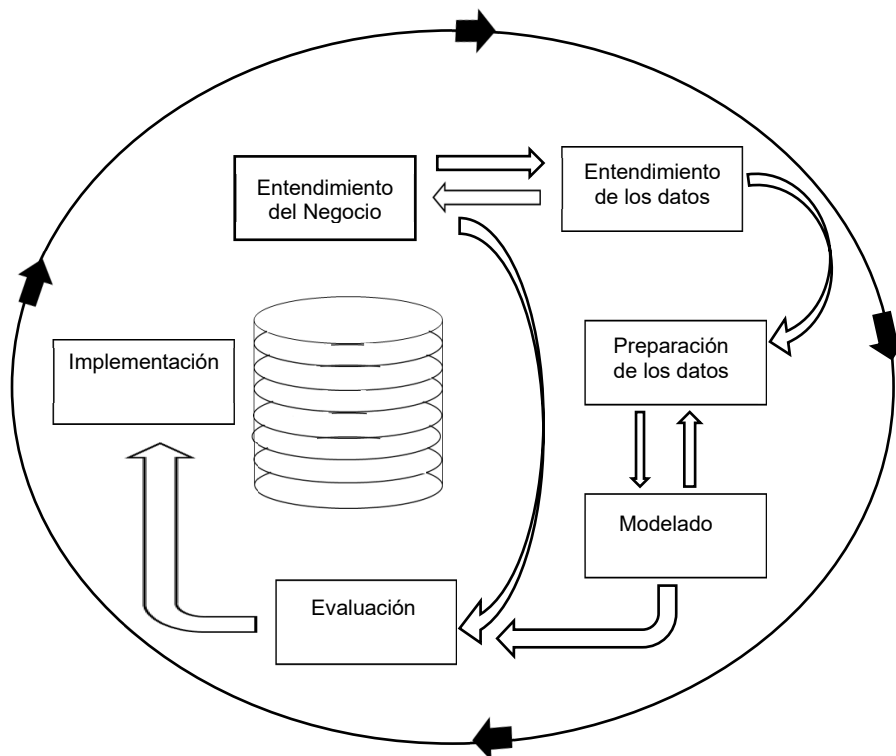 Entendimiento
del Negocio
Entendimiento
de los datos
Implementación
Preparación
de los datos
Modelado
Evaluación